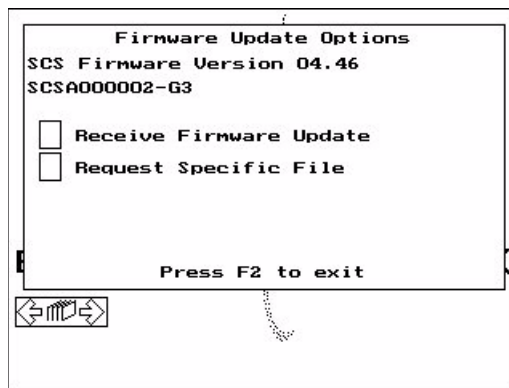 Firmware Update Options
SCS Firmware Version 04.46
SCSA000002-G3
Receive Firmware Update
Request Specific File
Press F2 to exit